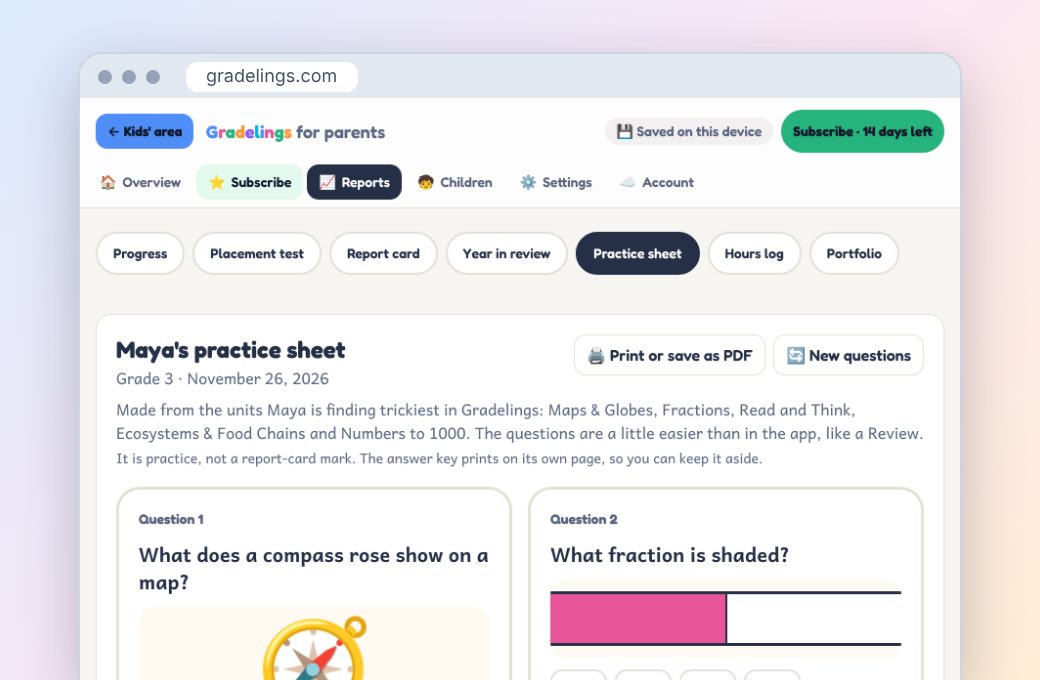 gradelings.com
← Kids' area
Gradelings for parents
💾 Saved on this device
Subscribe · 14 days left
🏠 Overview
⭐ Subscribe
📈 Reports
🧒 Children
⚙️ Settings
☁️ Account
Progress
Placement test
Report card
Year in review
Practice sheet
Hours log
Portfolio
Maya's practice sheet
🖨️ Print or save as PDF
🔄 New questions
Grade 3 · November 26, 2026
Made from the units Maya is finding trickiest in Gradelings: Maps & Globes, Fractions, Read and Think,
Ecosystems & Food Chains and Numbers to 1000. The questions are a little easier than in the app, like a Review.
It is practice, not a report-card mark. The answer key prints on its own page, so you can keep it aside.
Question 1
What does a compass rose show on a
map?
Question 2
What fraction is shaded?